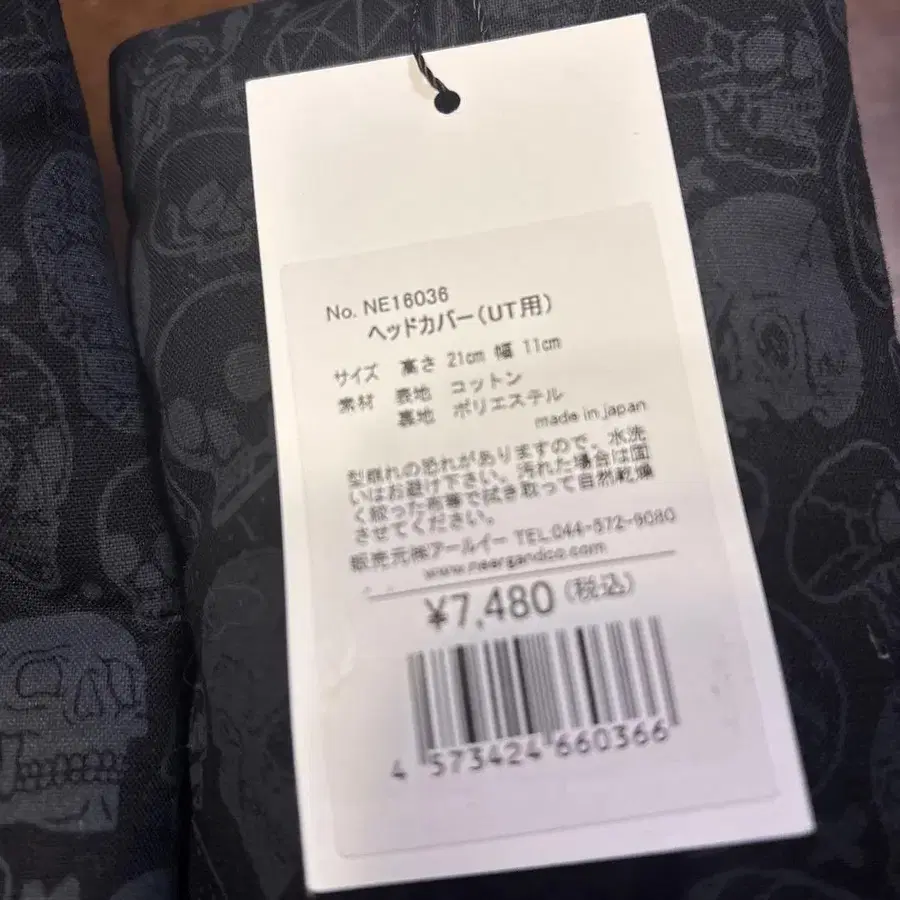 No. NE16036
ヘッドカバー(UT用)
サイズ 高さ 21cm 幅 11cm
素材 表地 コットン
裏地 ポリエステル
made in japan
型崩れの恐れがありますので、水洗
いはお避け下さい。汚れた場合は固
く絞った布等で拭き取って自然乾燥
させてください。
販売元㈱アールイー TEL.044-572-9080
www.neargandco.com
¥7,480(税込)
4 573424 660366